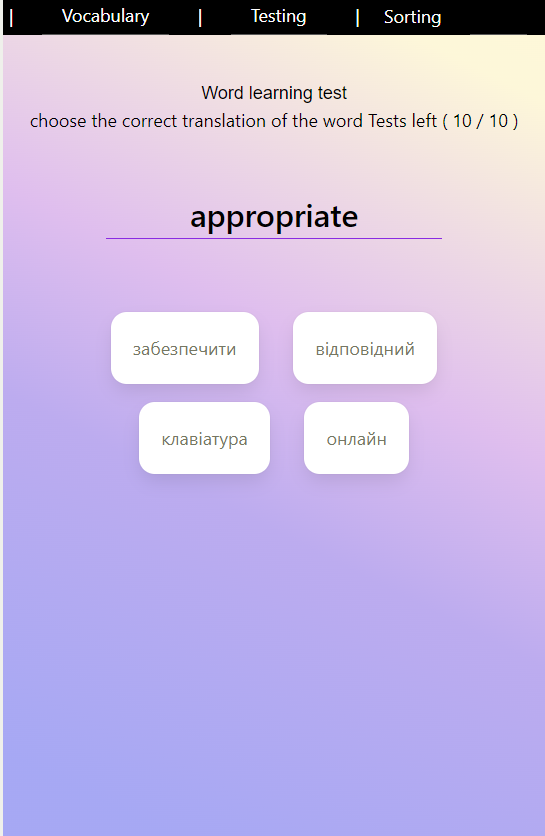 | Vocabulary | Testing | Sorting
Word learning test
choose the correct translation of the word Tests left ( 10 / 10 )
appropriate
забезпечити відповідний
клавіатура онлайн